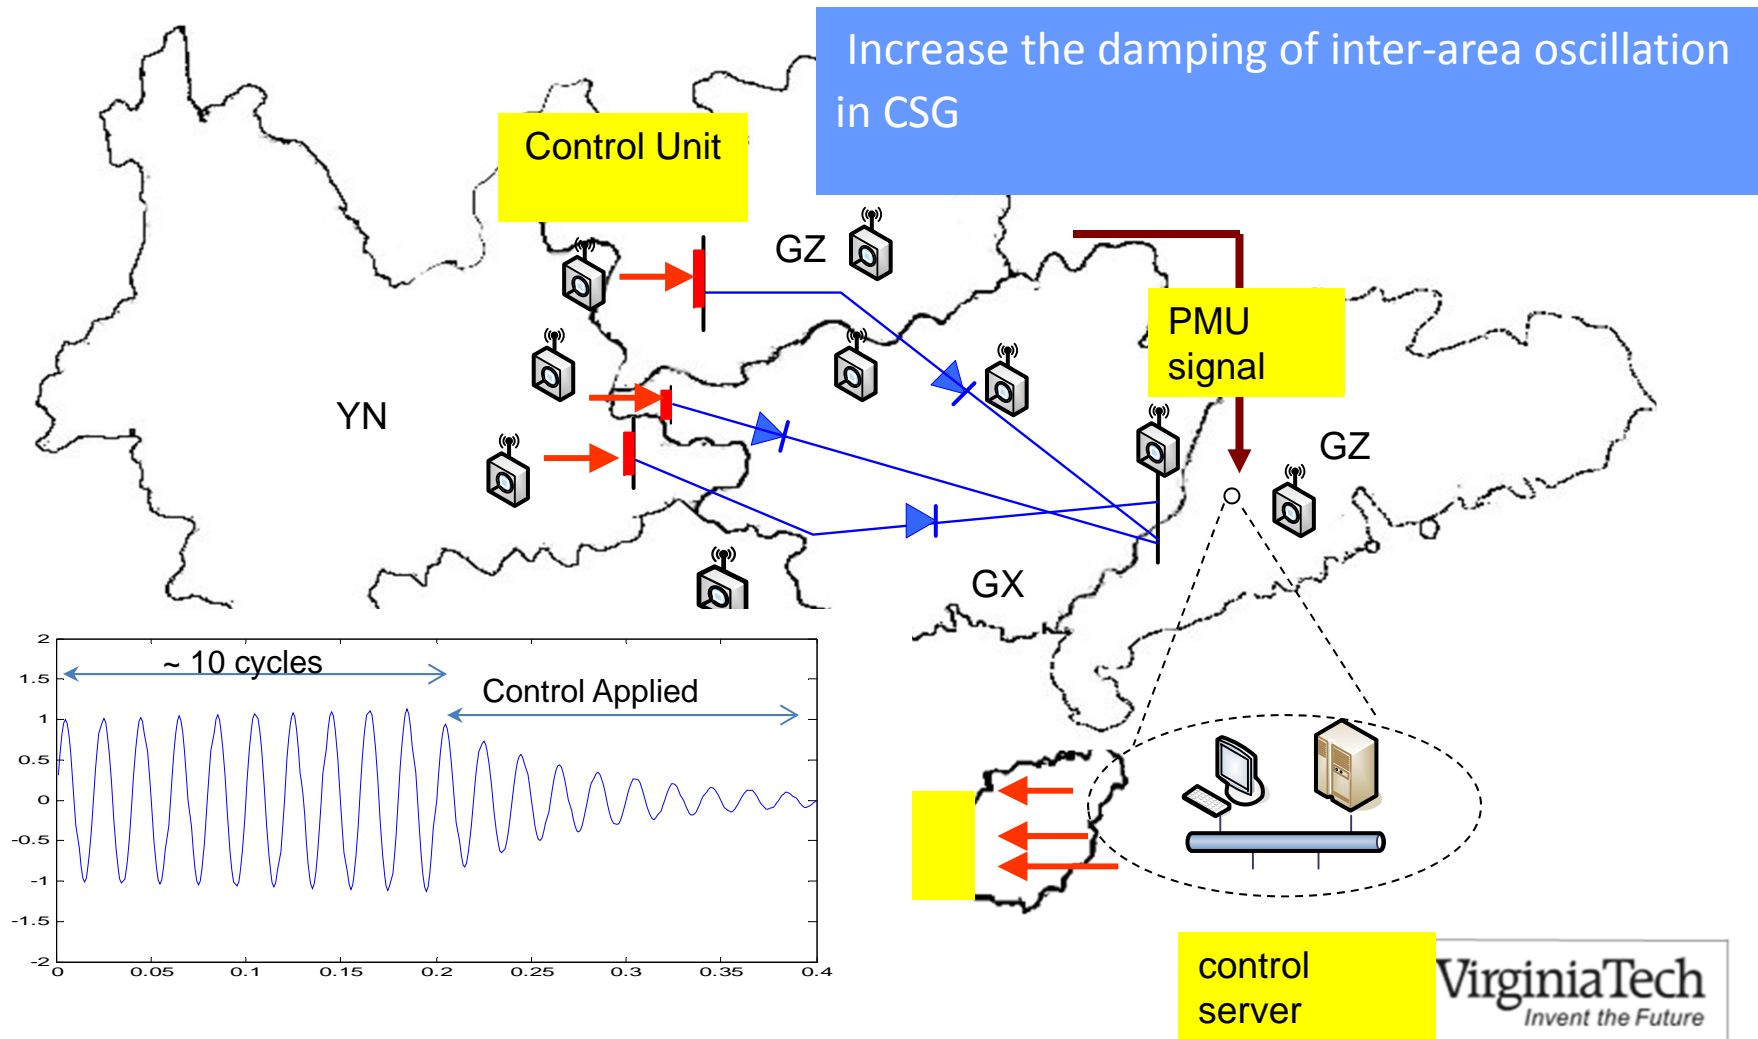 Increase the damping of inter-area oscillation
in CSG
Control Unit
GZ
PMU
signal
YN
GZ
GX
2
1.5
1
0.5
0
-0.5
-1
-1.5
-2
~ 10 cycles
Control Applied
0 0.05 0.1 0.15 0.2 0.25 0.3 0.35 0.4
control
server
VirginiaTech
Invent the Future